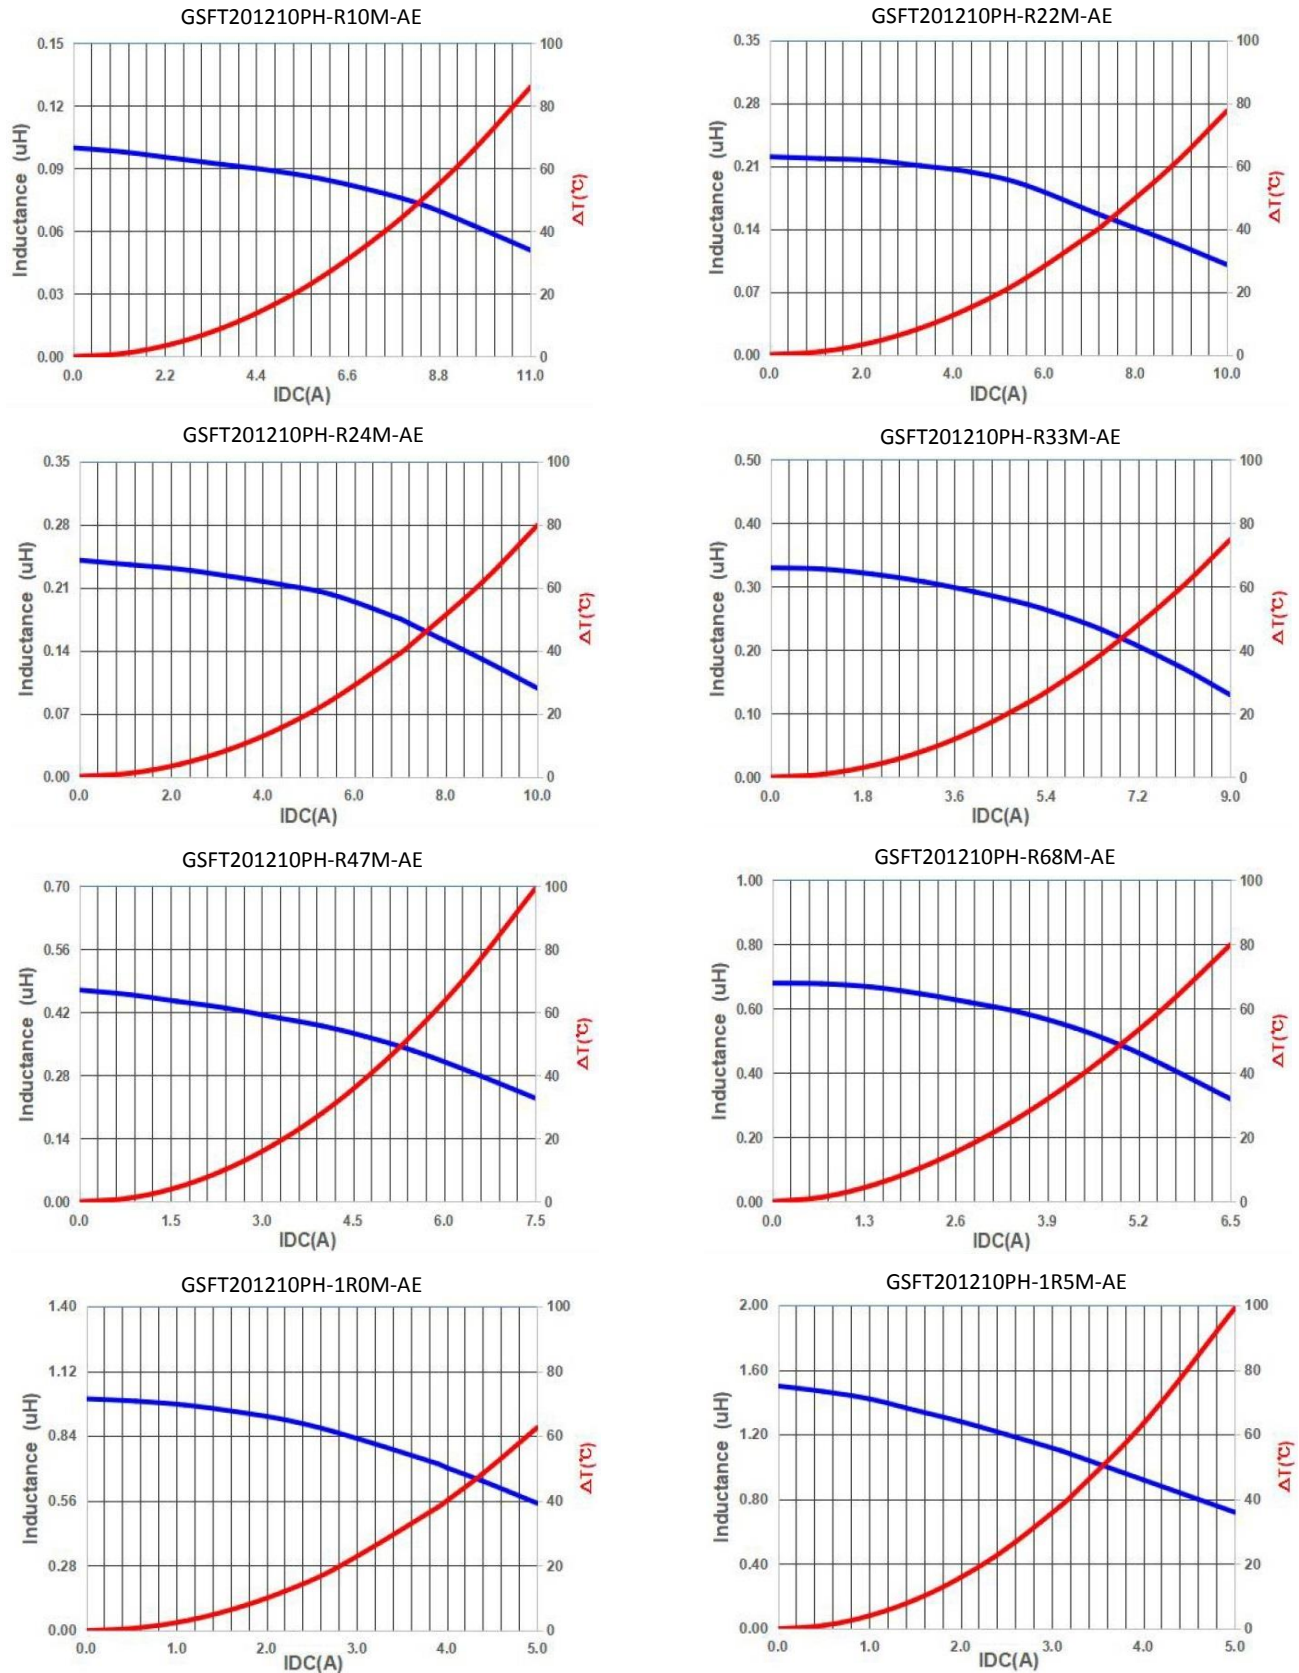 GSFT201210PH-R10M-AE
0.15
0.12
0.09
0.06
0.03
0.00
Inductance (uH)
100
80
60
40
20
0
△T(℃)
0.0 2.2 4.4 6.6 8.8 11.0
IDC(A)
GSFT201210PH-R22M-AE
0.35
0.28
0.21
0.14
0.07
0.00
Inductance (uH)
100
80
60
40
20
0
△T(℃)
0.0 2.0 4.0 6.0 8.0 10.0
IDC(A)
GSFT201210PH-R24M-AE
0.35
0.28
0.21
0.14
0.07
0.00
Inductance (uH)
100
80
60
40
20
0
△T(℃)
0.0 2.0 4.0 6.0 8.0 10.0
IDC(A)
GSFT201210PH-R33M-AE
0.50
0.40
0.30
0.20
0.10
0.00
Inductance (uH)
100
80
60
40
20
0
△T(℃)
0.0 1.8 3.6 5.4 7.2 9.0
IDC(A)
GSFT201210PH-R47M-AE
0.70
0.56
0.42
0.28
0.14
0.00
Inductance (uH)
100
80
60
40
20
0
△T(℃)
0.0 1.5 3.0 4.5 6.0 7.5
IDC(A)
GSFT201210PH-R68M-AE
1.00
0.80
0.60
0.40
0.20
0.00
Inductance (uH)
100
80
60
40
20
0
△T(℃)
0.0 1.3 2.6 3.9 5.2 6.5
IDC(A)
GSFT201210PH-1R0M-AE
1.40
1.12
0.84
0.56
0.28
0.00
Inductance (uH)
100
80
60
40
20
0
△T(℃)
0.0 1.0 2.0 3.0 4.0 5.0
IDC(A)
GSFT201210PH-1R5M-AE
2.00
1.60
1.20
0.80
0.40
0.00
Inductance (uH)
100
80
60
40
20
0
△T(℃)
0.0 1.0 2.0 3.0 4.0 5.0
IDC(A)